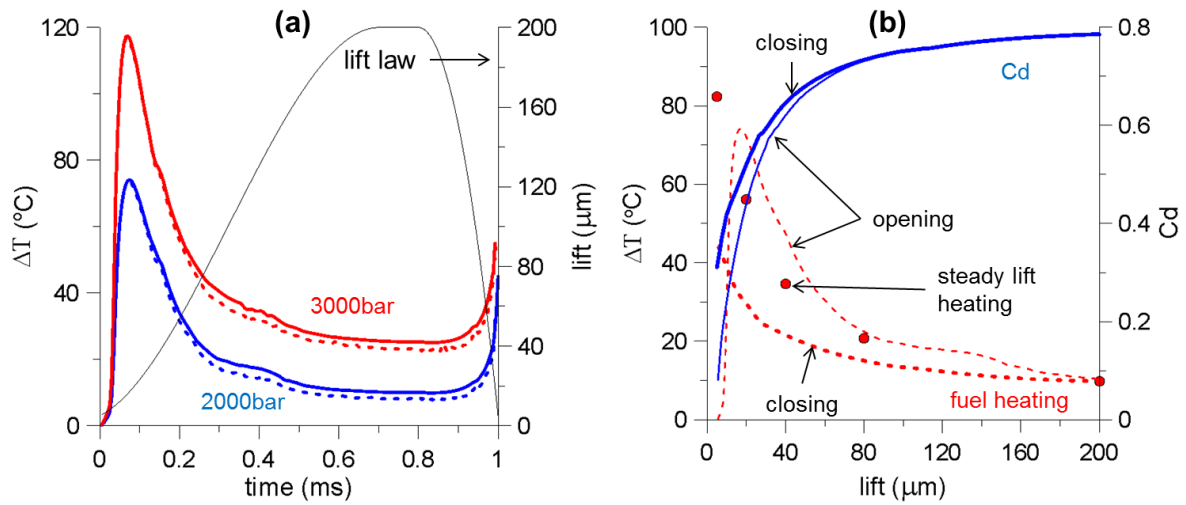 (a)
120
80
40
0
ΔT (°C)
0
0.2
0.4
0.6
0.8
1
time (ms)
200
160
120
80
40
0
lift (μm)
lift law
3000bar
2000bar
(b)
100
80
60
40
20
0
ΔT (°C)
0
40
80
120
160
200
lift (μm)
0.8
0.6
0.4
0.2
0
Cd
closing
Cd
opening
steady lift
heating
closing
fuel heating